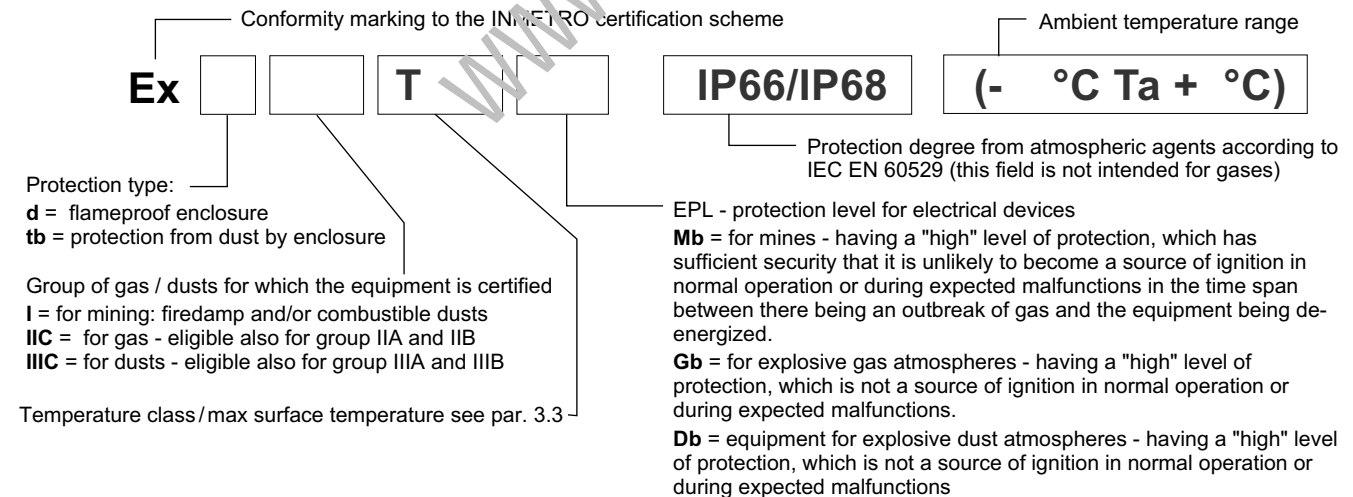 Conformity marking to the INMETRO certification scheme
Ambient temperature range
Ex T IP66/IP68 (- °C Ta + °C)
Protection degree from atmospheric agents according to
IEC EN 60529 (this field is not intended for gases)
Protection type:
d = flameproof enclosure
tb = protection from dust by enclosure
Group of gas / dusts for which the equipment is certified
I = for mining: firedamp and/or combustible dusts
IIC = for gas - eligible also for group IIA and IIB
IIIC = for dusts - eligible also for group IIIA and IIIB
Temperature class/max surface temperature see par. 3.3
EPL - protection level for electrical devices
Mb = for mines - having a "high" level of protection, which has
sufficient security that it is unlikely to become a source of ignition in
normal operation or during expected malfunctions in the time span
between there being an outbreak of gas and the equipment being de-
energized.
Gb = for explosive gas atmospheres - having a "high" level of
protection, which is not a source of ignition in normal operation or
during expected malfunctions.
Db = equipment for explosive dust atmospheres - having a "high" level
of protection, which is not a source of ignition in normal operation or
during expected malfunctions